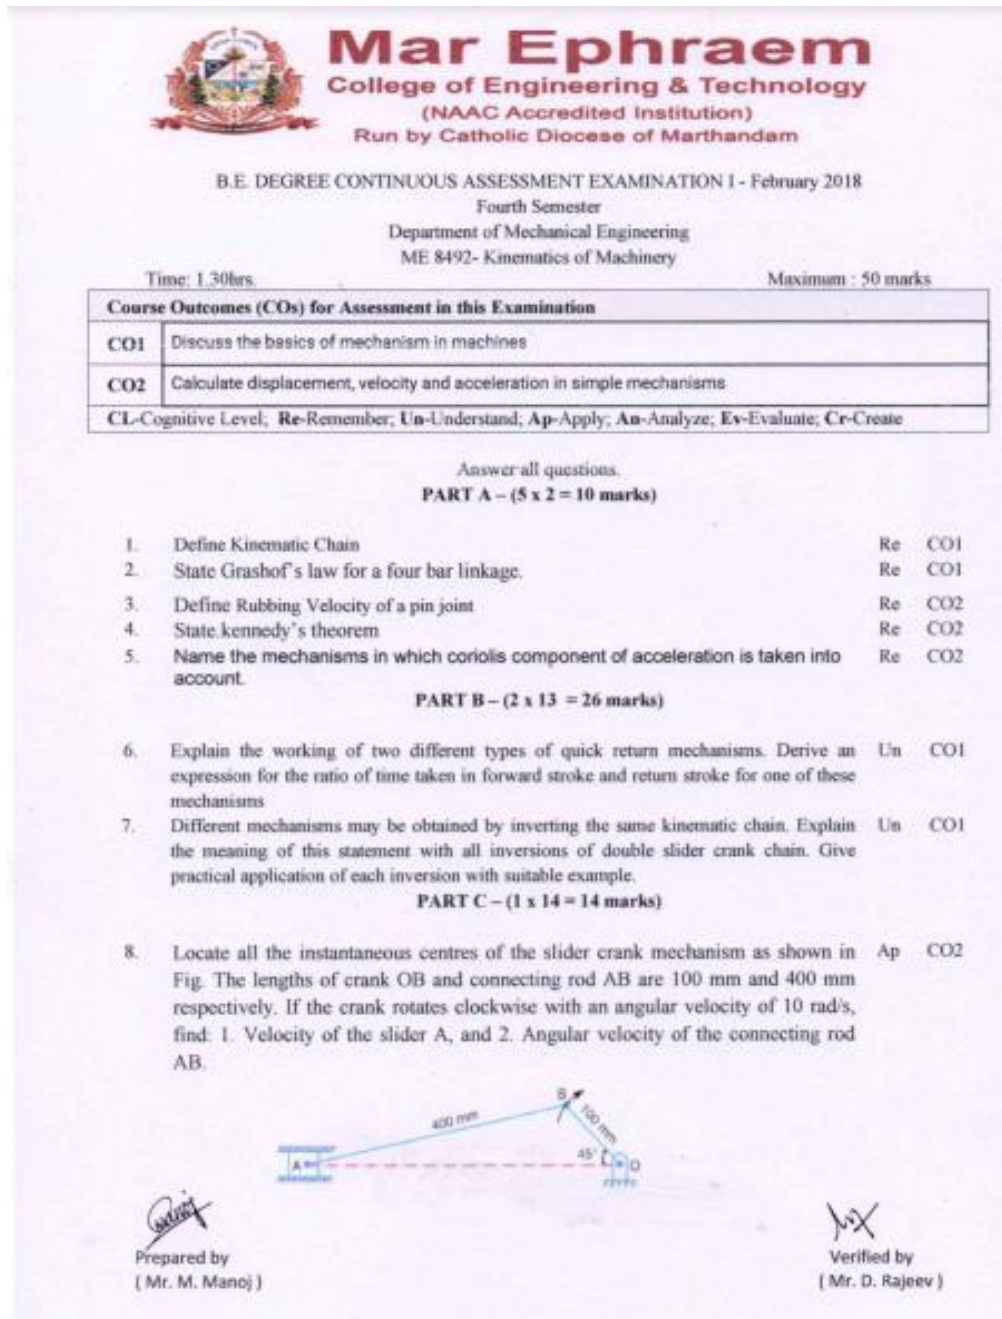 Mar Ephraem
College of Engineering & Technology
(NAAC Accredited Institution)
Run by Catholic Diocese of Marthandam
B.E. DEGREE CONTINUOUS ASSESSMENT EXAMINATION I - February 2018
Fourth Semester
Department of Mechanical Engineering
ME 8492- Kinematics of Machinery
Time: 1.30hrs. Maximum : 50 marks
Course Outcomes (COs) for Assessment in this Examination
CO1 Discuss the basics of mechanism in machines
CO2 Calculate displacement, velocity and acceleration in simple mechanisms
CL-Cognitive Level; Re-Remember; Un-Understand; Ap-Apply; An-Analyze; Ev-Evaluate; Cr-Create
Answer all questions.
PART A – (5 x 2 = 10 marks)
1. Define Kinematic Chain Re CO1
2. State Grashof's law for a four bar linkage. Re CO1
3. Define Rubbing Velocity of a pin joint Re CO2
4. State.kennedy's theorem Re CO2
5. Name the mechanisms in which coriolis component of acceleration is taken into Re CO2
account.
PART B – (2 x 13 = 26 marks)
6. Explain the working of two different types of quick return mechanisms. Derive an Un CO1
expression for the ratio of time taken in forward stroke and return stroke for one of these
mechanisms
7. Different mechanisms may be obtained by inverting the same kinematic chain. Explain Un CO1
the meaning of this statement with all inversions of double slider crank chain. Give
practical application of each inversion with suitable example.
PART C – (1 x 14 = 14 marks)
8. Locate all the instantaneous centres of the slider crank mechanism as shown in Ap CO2
Fig. The lengths of crank OB and connecting rod AB are 100 mm and 400 mm
respectively. If the crank rotates clockwise with an angular velocity of 10 rad/s,
find: 1. Velocity of the slider A, and 2. Angular velocity of the connecting rod
AB.
B
400 mm
100 mm
45°
A
O
Prepared by Verified by
( Mr. M. Manoj ) ( Mr. D. Rajeev )